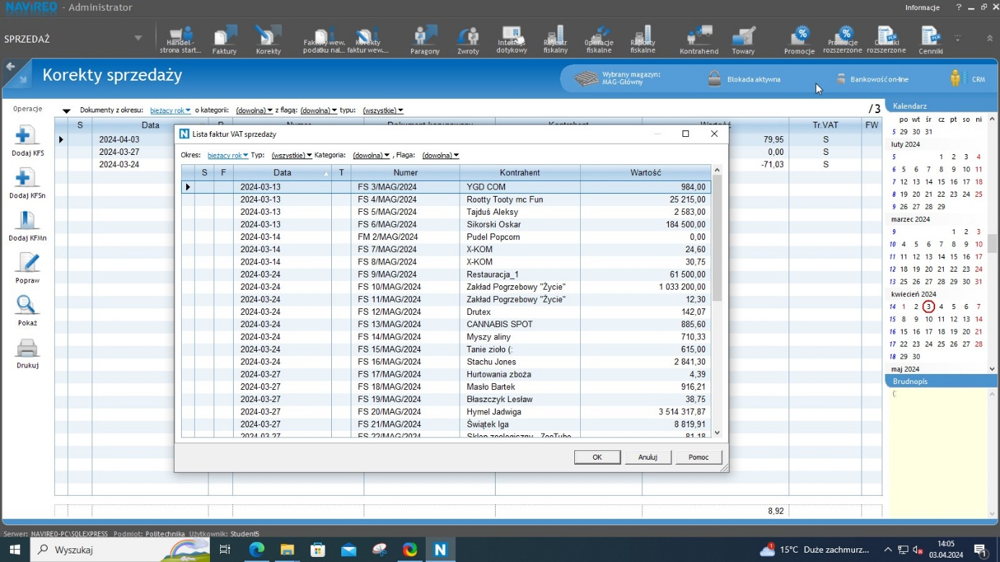 NAVIREO - Administrator
Informacje ?
SPRZEDAŻ
Handel - strona start...
Faktury
Korekty
Faktury wew. podatku nal...
Korekty faktur wew....
Paragony
Zwroty
Internet dotykowy
Rejestr fiskalny
Operacje fiskalne
Raporty fiskalne
Kontrahend
Towary
Promocje
Promocje rozszerzone
Cenniki rozszerzone
Cenniki
Korekty sprzedaży
Wybrany magazyn: MAG-Główny
Blokada aktywna
Bankowość on-line
CRM
Operacje
Dodaj KFS
Dodaj KFSn
Dodaj KFMn
Popraw
Pokaż
Drukuj
Dokumenty z okresu: bieżący rok o kategorii: (dowolna) z flagą: (dowolna) typu: (wszystkie) / 3
S Data Tr.VAT FW
2024-04-03 79,95 S
2024-03-27 0,00 S
2024-03-24 -71,03 S
8,92
Lista faktur VAT sprzedaży
Okres: bieżący rok Typ: (wszystkie) Kategoria: (dowolna) , Flaga: (dowolna)
S F Data T Numer Kontrahent Wartość
2024-03-13 FS 3/MAG/2024 YGD COM 984,00
2024-03-13 FS 4/MAG/2024 Rootty Tooty mc Fun 25 215,00
2024-03-13 FS 5/MAG/2024 Tajduś Aleksy 2 583,00
2024-03-13 FS 6/MAG/2024 Sikorski Oskar 184 500,00
2024-03-14 FM 2/MAG/2024 Pudel Popcorn 0,00
2024-03-14 FS 7/MAG/2024 X-KOM 24,60
2024-03-14 FS 8/MAG/2024 X-KOM 30,75
2024-03-24 FS 9/MAG/2024 Restauracja_1 61 500,00
2024-03-24 FS 10/MAG/2024 Zakład Pogrzebowy "Życie" 1 033 200,00
2024-03-24 FS 11/MAG/2024 Zakład Pogrzebowy "Życie" 12,30
2024-03-24 FS 12/MAG/2024 Drutex 142,07
2024-03-24 FS 13/MAG/2024 CANNABIS SPOT 885,60
2024-03-24 FS 14/MAG/2024 Myszy aliny 710,33
2024-03-24 FS 15/MAG/2024 Tanie zioło (: 615,00
2024-03-24 FS 16/MAG/2024 Stachu Jones 2 841,30
2024-03-27 FS 17/MAG/2024 Hurtowania zboża 4,39
2024-03-27 FS 18/MAG/2024 Masło Bartek 916,21
2024-03-27 FS 19/MAG/2024 Błaszczyk Lesław 38,75
2024-03-27 FS 20/MAG/2024 Hymel Jadwiga 3 514 317,87
2024-03-27 FS 21/MAG/2024 Świątek Iga 8 819,91
2024-03-27 FS 22/MAG/2024 Sklep zoologiczny - ZooTube 81,18
OK Anuluj Pomoc
Kalendarz
po wt śr cz pt so ni
5 29 30 31
luty 2024
5 1 2 3 4
6 5 6 7 8 9 10 11
7 12 13 14 15 16 17 18
8 19 20 21 22 23 24 25
9 26 27 28 29
marzec 2024
9 1 2 3
10 4 5 6 7 8 9 10
11 11 12 13 14 15 16 17
12 18 19 20 21 22 23 24
13 25 26 27 28 29 30 31
kwiecień 2024
14 1 2 3 4 5 6 7
15 8 9 10 11 12 13 14
16 15 16 17 18 19 20 21
17 22 23 24 25 26 27 28
18 29 30
maj 2024
Brudnopis
(:
Serwer: NAVIREO-PC\SQLEXPRESS Podmiot: Politechnika Użytkownik: Student5
Wyszukaj
15°C Duże zachmurz...
14:05
03.04.2024
1